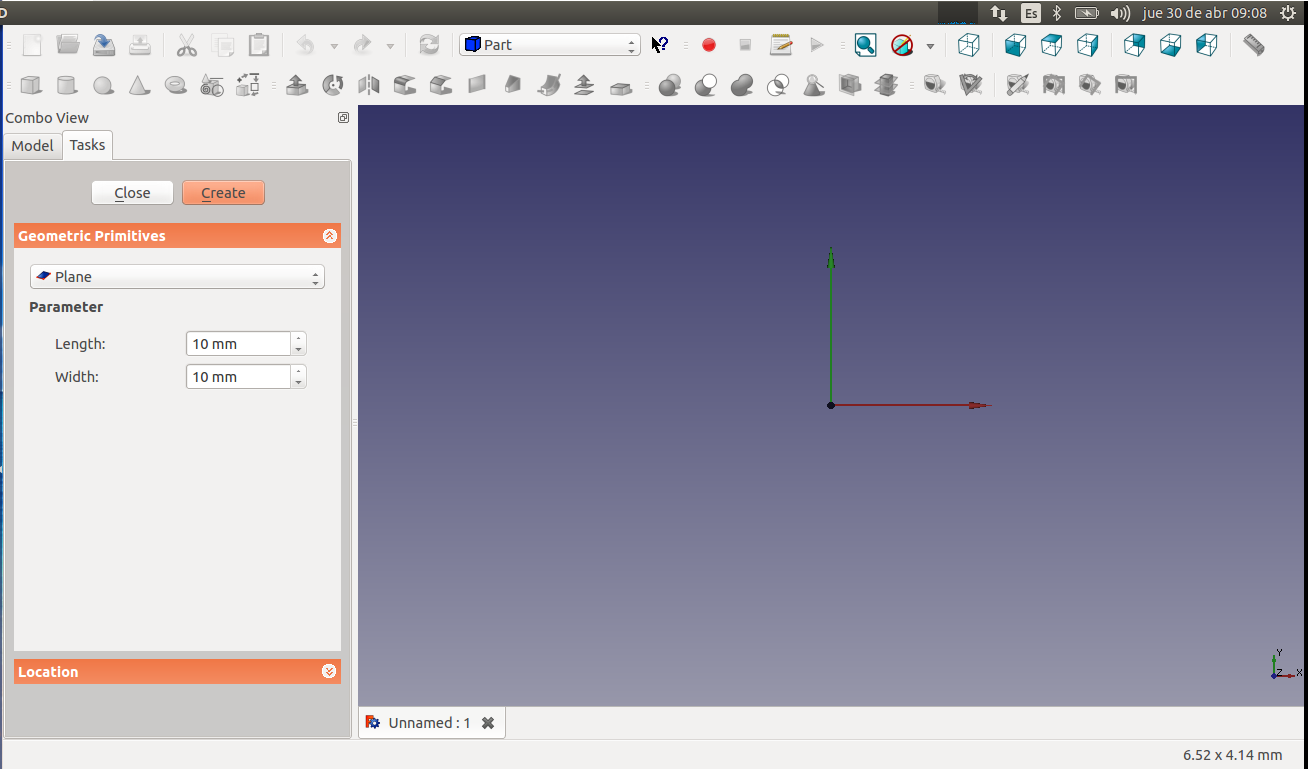 D
Es
jue 30 de abr 09:08
Part
Combo View
Model
Tasks
Close
Create
Geometric Primitives
Plane
Parameter
Length:
10 mm
Width:
10 mm
Location
Y
Z
X
Unnamed : 1
6.52 x 4.14 mm